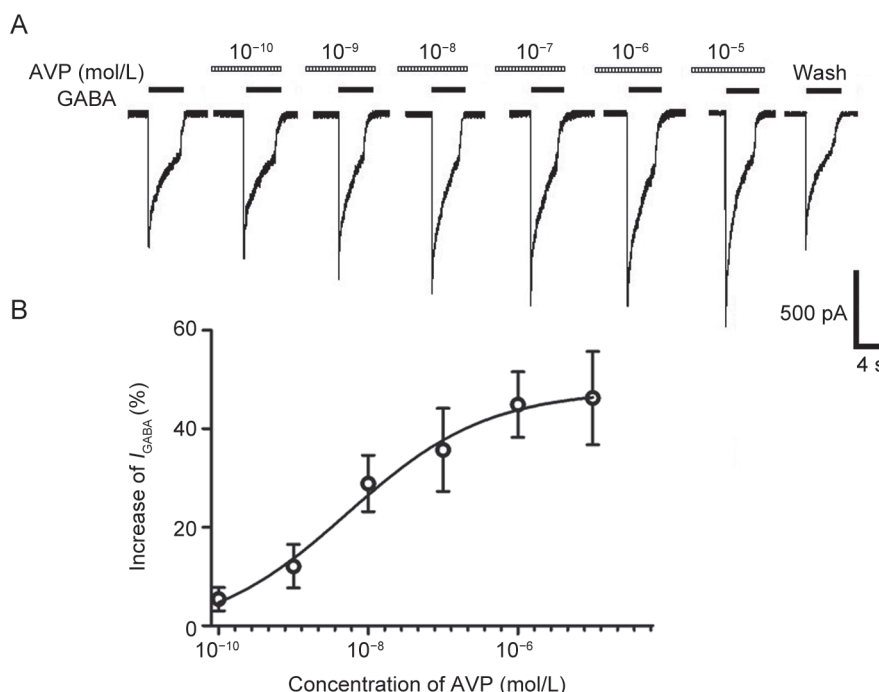 A
10⁻¹⁰ 10⁻⁹ 10⁻⁸ 10⁻⁷ 10⁻⁶ 10⁻⁵
AVP (mol/L) Wash
GABA
500 pA
4 s
B
Increase of I_GABA (%)
60
40
20
0
10⁻¹⁰ 10⁻⁸ 10⁻⁶
Concentration of AVP (mol/L)